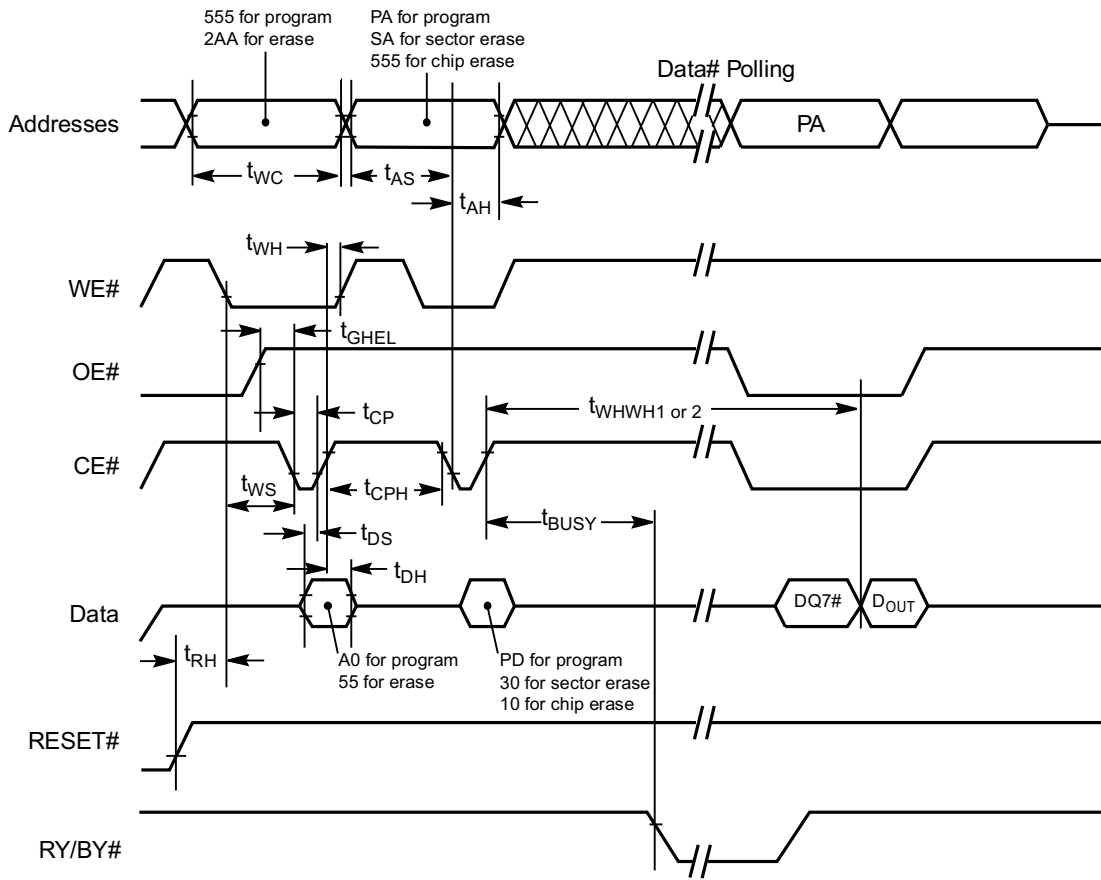 555 for program
2AA for erase
PA for program
SA for sector erase
555 for chip erase
Data# Polling
Addresses
PA
tWC
tAS
tAH
tWH
WE#
tGHEL
OE#
tWHWH1 or 2
tCP
CE#
tWS
tCPH
tBUSY
tDS
tDH
Data
DQ7#
DOUT
tRH
A0 for program
55 for erase
PD for program
30 for sector erase
10 for chip erase
RESET#
RY/BY#